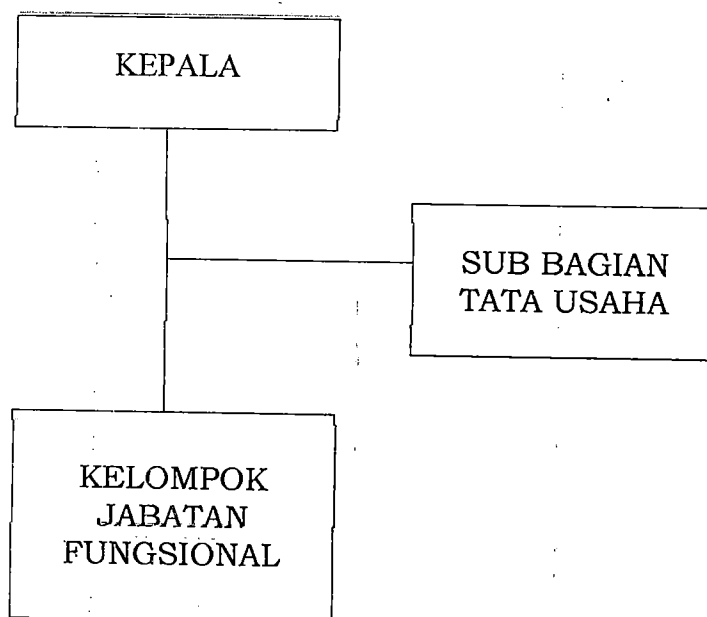 KEPALA
SUB BAGIAN
TATA USAHA
KELOMPOK
JABATAN
FUNGSIONAL